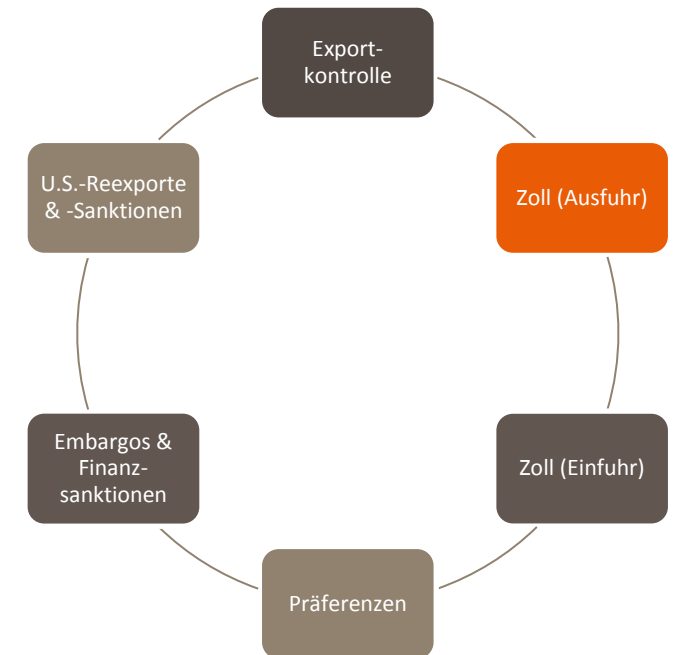 Export-
kontrolle
U.S.-Reexporte
& -Sanktionen
Zoll (Ausfuhr)
Embargos &
Finanz-
sanktionen
Zoll (Einfuhr)
Präferenzen